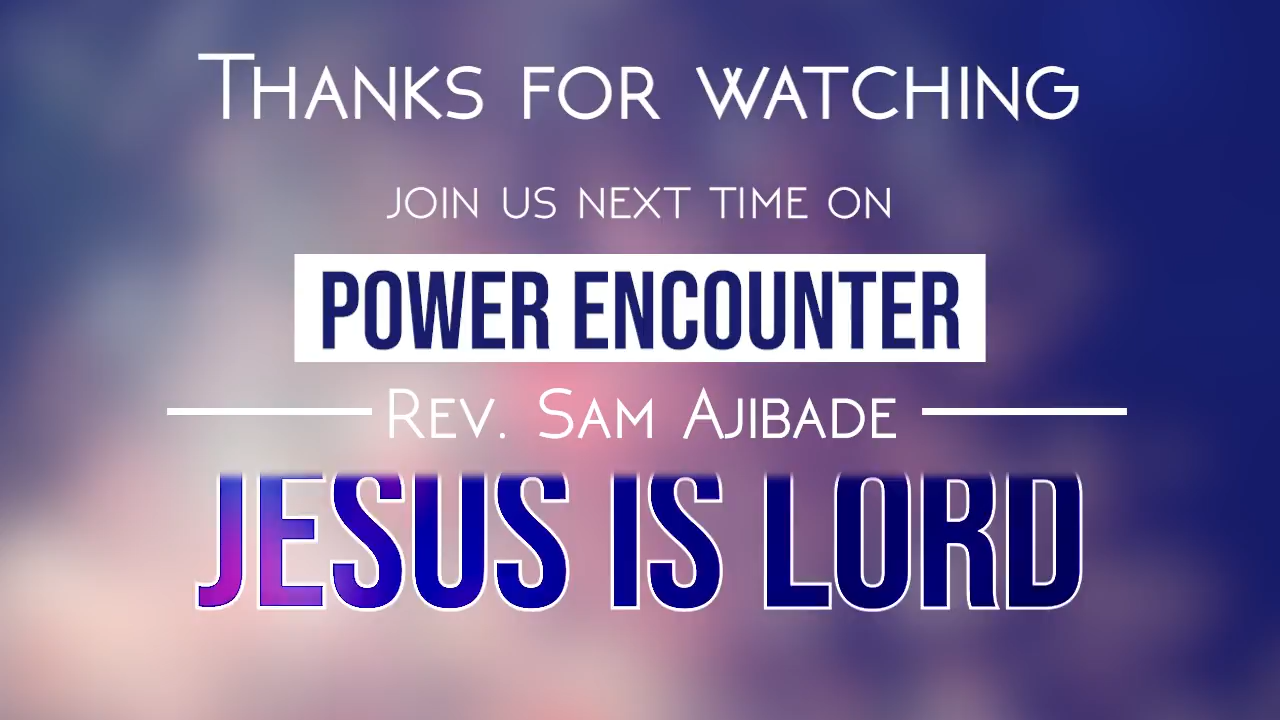 Thanks for watching
JOIN US NEXT TIME ON
POWER ENCOUNTER
Rev. Sam Ajibade
JESUS IS LORD